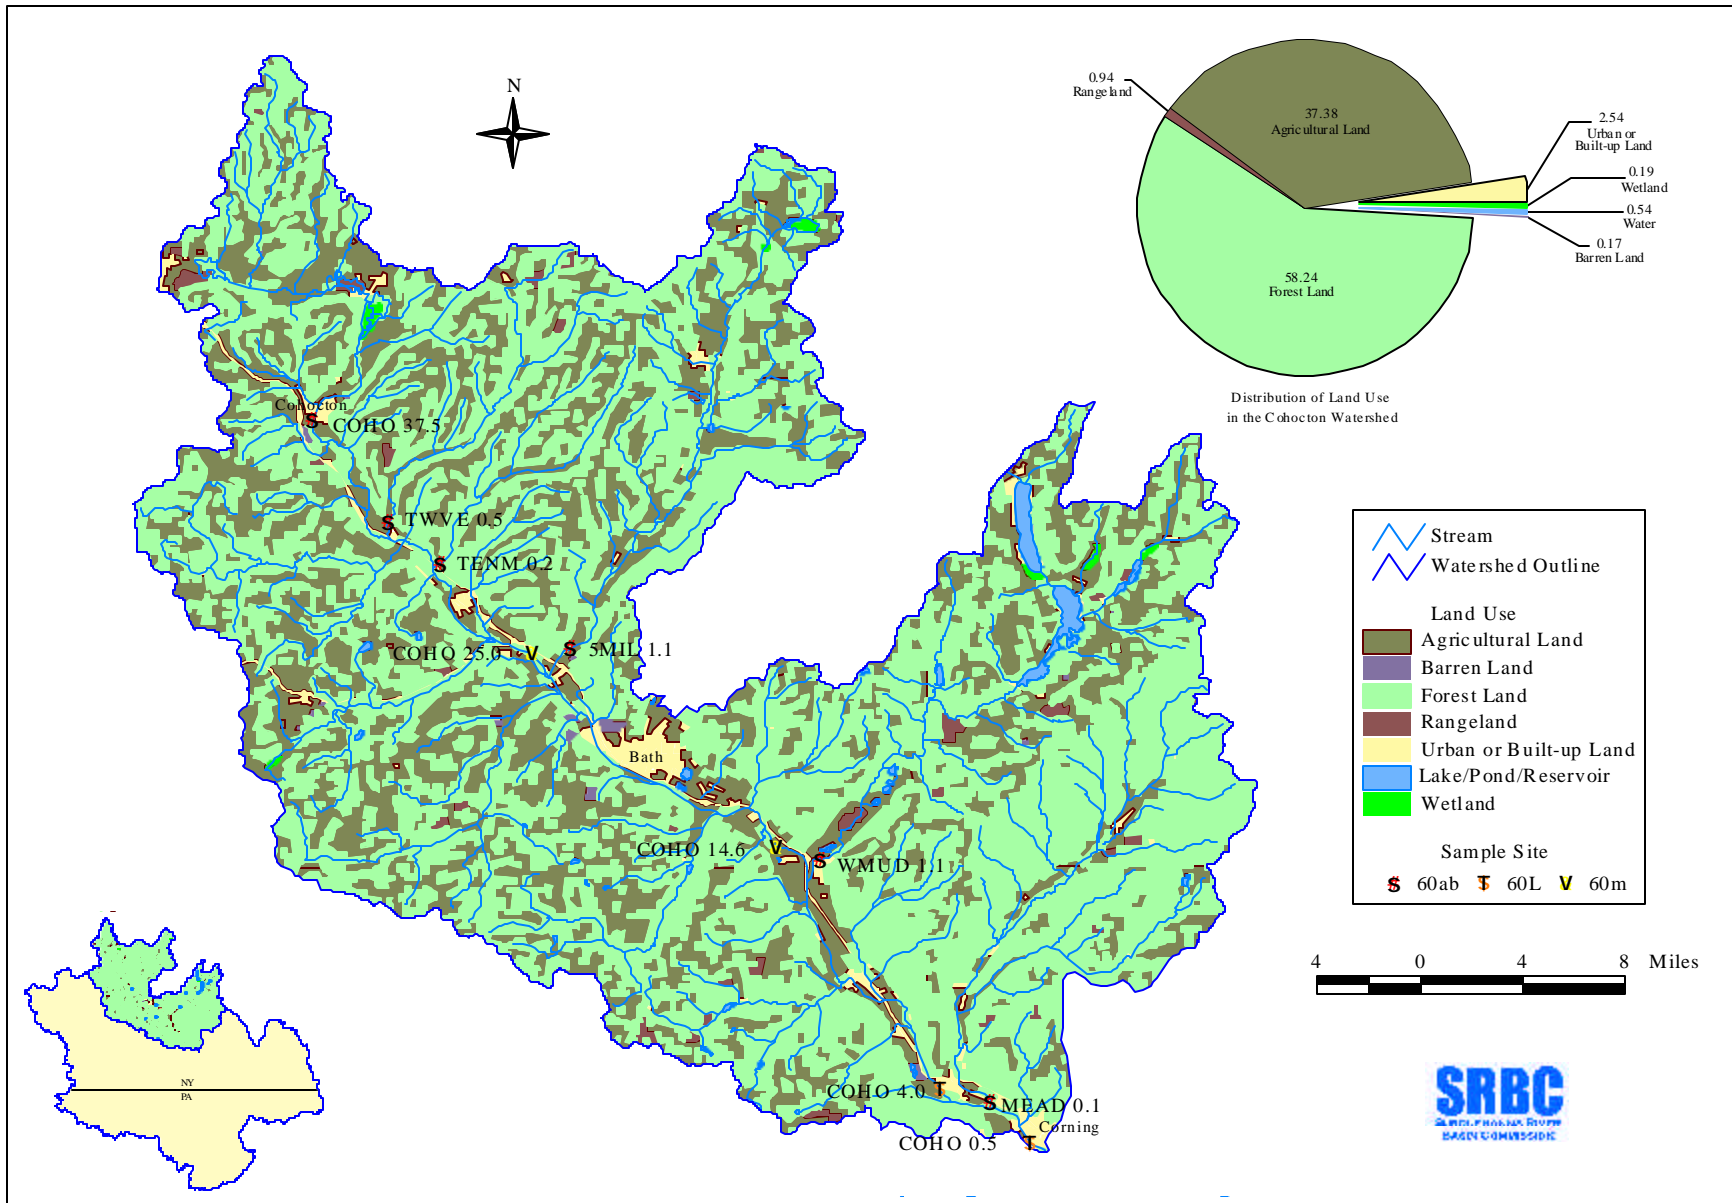 N
0.94
Rangeland
37.38
Agricultural Land
2.54
Urban or
Built-up Land
0.19
Wetland
0.54
Water
0.17
Barren Land
58.24
Forest Land
Distribution of Land Use
in the Cohocton Watershed
Cohocton
COHO 37.5
TWVE 0.5
TENM 0.2
COHO 25.0
5MIL 1.1
Bath
COHO 14.6
WMUD 1.1
COHO 4.0
MEAD 0.1
Corning
COHO 0.5
Stream
Watershed Outline
Land Use
Agricultural Land
Barren Land
Forest Land
Rangeland
Urban or Built-up Land
Lake/Pond/Reservoir
Wetland
Sample Site
S 60ab T 60L V 60m
4 0 4 8 Miles
NY
PA
SRBC
SUSQUEHANNA RIVER
BASIN COMMISSION